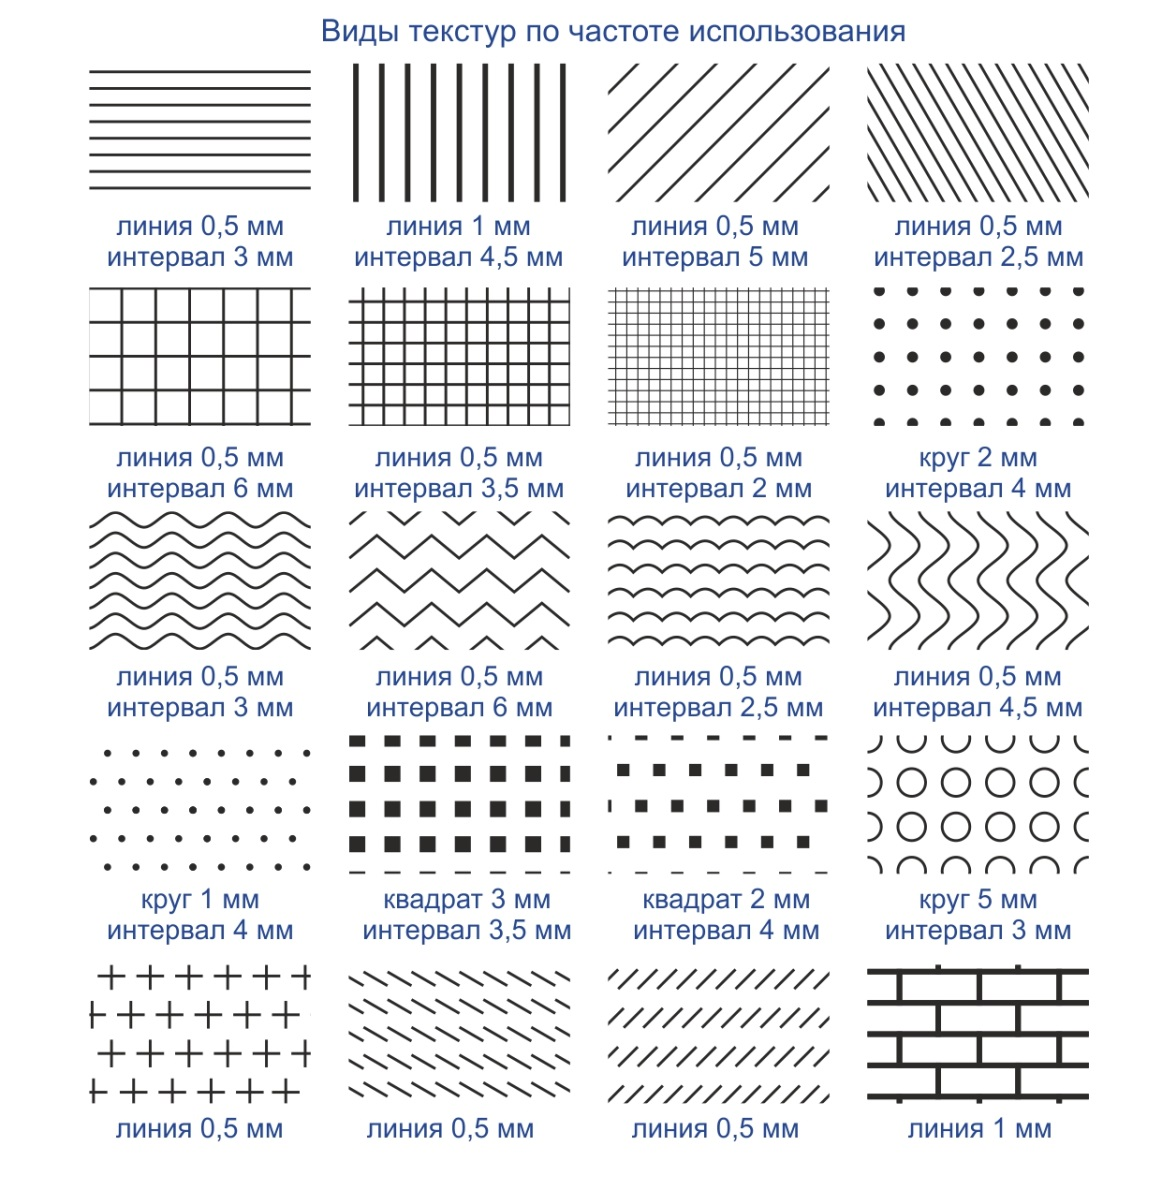 Виды текстур по частоте использования
линия 0,5 мм
интервал 3 мм
линия 1 мм
интервал 4,5 мм
линия 0,5 мм
интервал 5 мм
линия 0,5 мм
интервал 2,5 мм
линия 0,5 мм
интервал 6 мм
линия 0,5 мм
интервал 3,5 мм
линия 0,5 мм
интервал 2 мм
круг 2 мм
интервал 4 мм
линия 0,5 мм
интервал 3 мм
линия 0,5 мм
интервал 6 мм
линия 0,5 мм
интервал 2,5 мм
линия 0,5 мм
интервал 4,5 мм
круг 1 мм
интервал 4 мм
квадрат 3 мм
интервал 3,5 мм
квадрат 2 мм
интервал 4 мм
круг 5 мм
интервал 3 мм
линия 0,5 мм
линия 0,5 мм
линия 0,5 мм
линия 1 мм